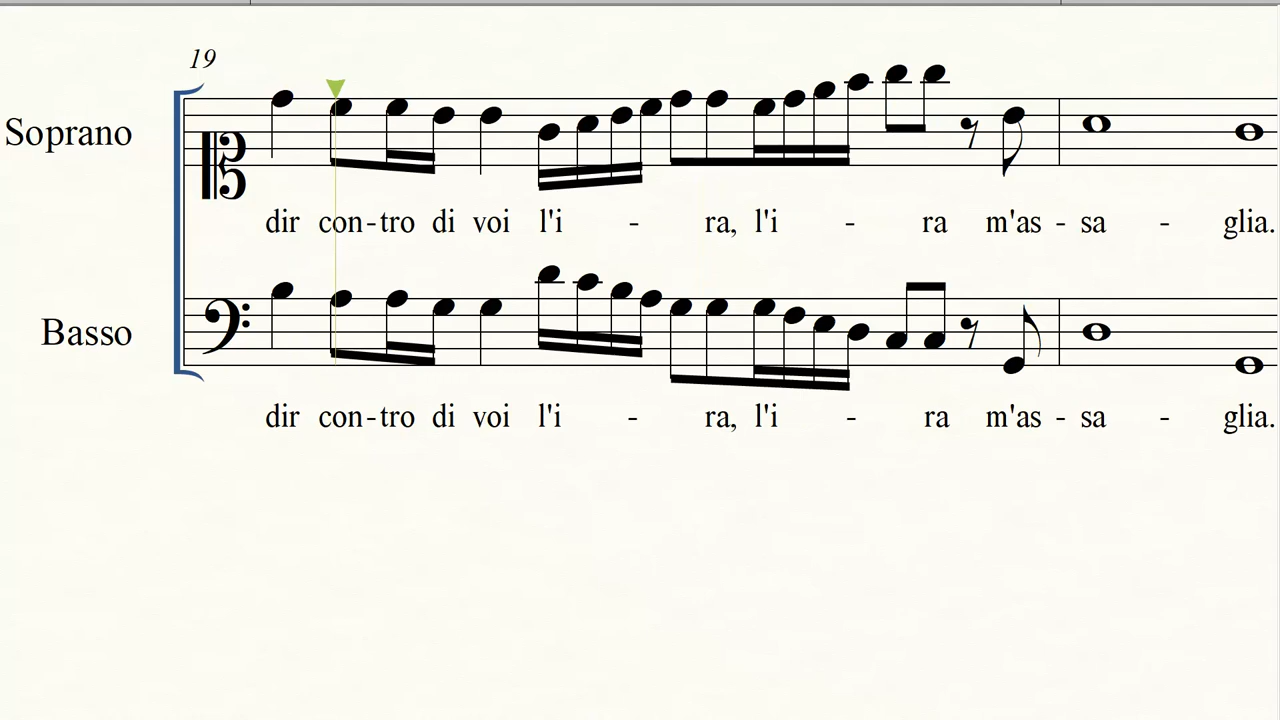 19
Soprano
dir con-tro di voi l'i - ra, l'i - ra m'as - sa - glia.
Basso
dir con-tro di voi l'i - ra, l'i - ra m'as - sa - glia.